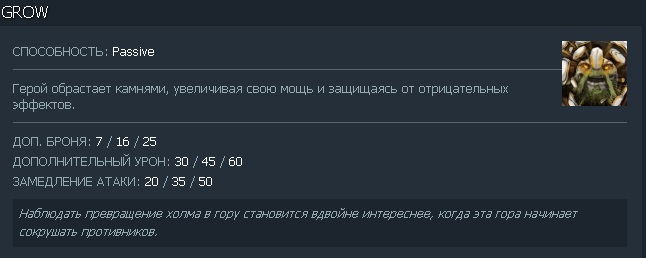 GROW
СПОСОБНОСТЬ: Passive
Герой обрастает камнями, увеличивая свою мощь и защищаясь от отрицательных
эффектов.
ДОП. БРОНЯ: 7 / 16 / 25
ДОПОЛНИТЕЛЬНЫЙ УРОН: 30 / 45 / 60
ЗАМЕДЛЕНИЕ АТАКИ: 20 / 35 / 50
Наблюдать превращение холма в гору становится вдвойне интереснее, когда эта гора начинает
сокрушать противников.